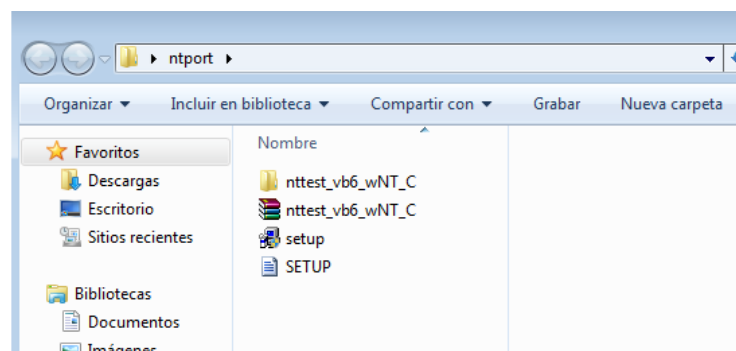 ntport
Organizar Incluir en biblioteca Compartir con Grabar Nueva carpeta
Favoritos
Descargas
Escritorio
Sitios recientes
Bibliotecas
Documentos
Imágenes
Nombre
nttest_vb6_wNT_C
nttest_vb6_wNT_C
setup
SETUP